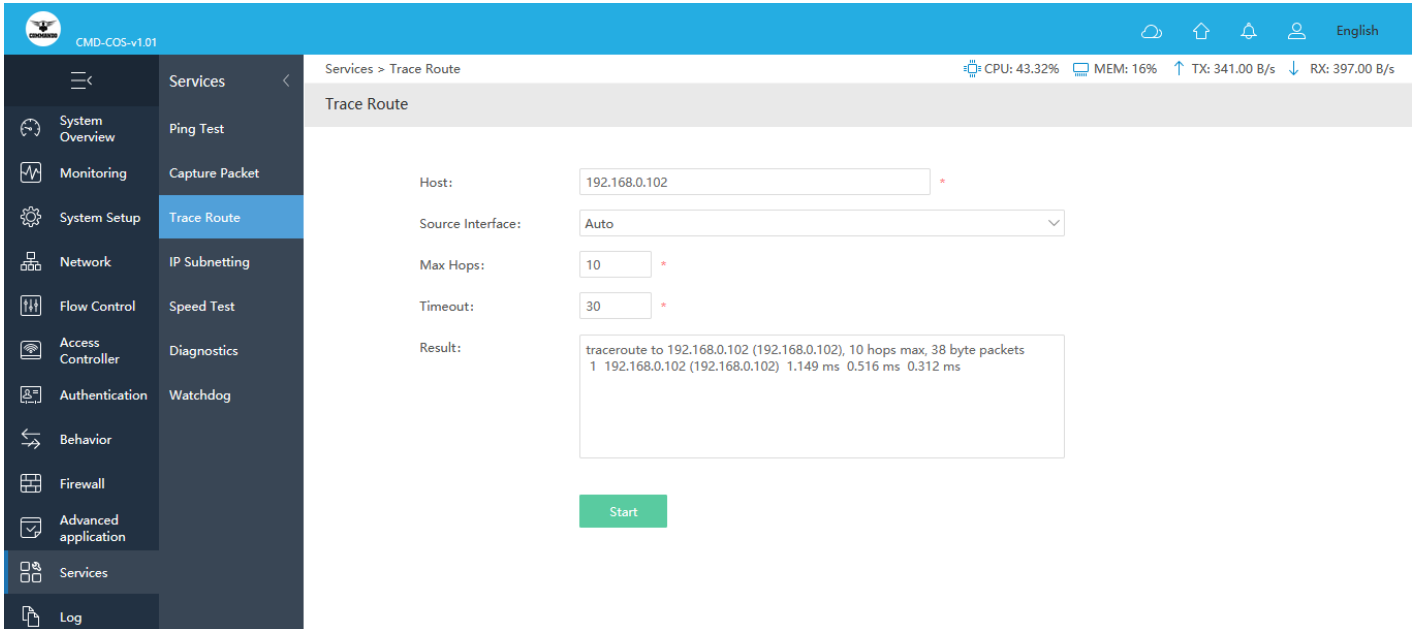 COMMANDO
CMD-COS-v1.01
English
Services
Services > Trace Route
CPU: 43.32% MEM: 16% TX: 341.00 B/s RX: 397.00 B/s
Trace Route
System
Overview
Monitoring
System Setup
Network
Flow Control
Access
Controller
Authentication
Behavior
Firewall
Advanced
application
Services
Log
Ping Test
Capture Packet
Trace Route
IP Subnetting
Speed Test
Diagnostics
Watchdog
Host: 192.168.0.102 *
Source Interface: Auto
Max Hops: 10 *
Timeout: 30 *
Result:
traceroute to 192.168.0.102 (192.168.0.102), 10 hops max, 38 byte packets
1 192.168.0.102 (192.168.0.102) 1.149 ms 0.516 ms 0.312 ms
Start